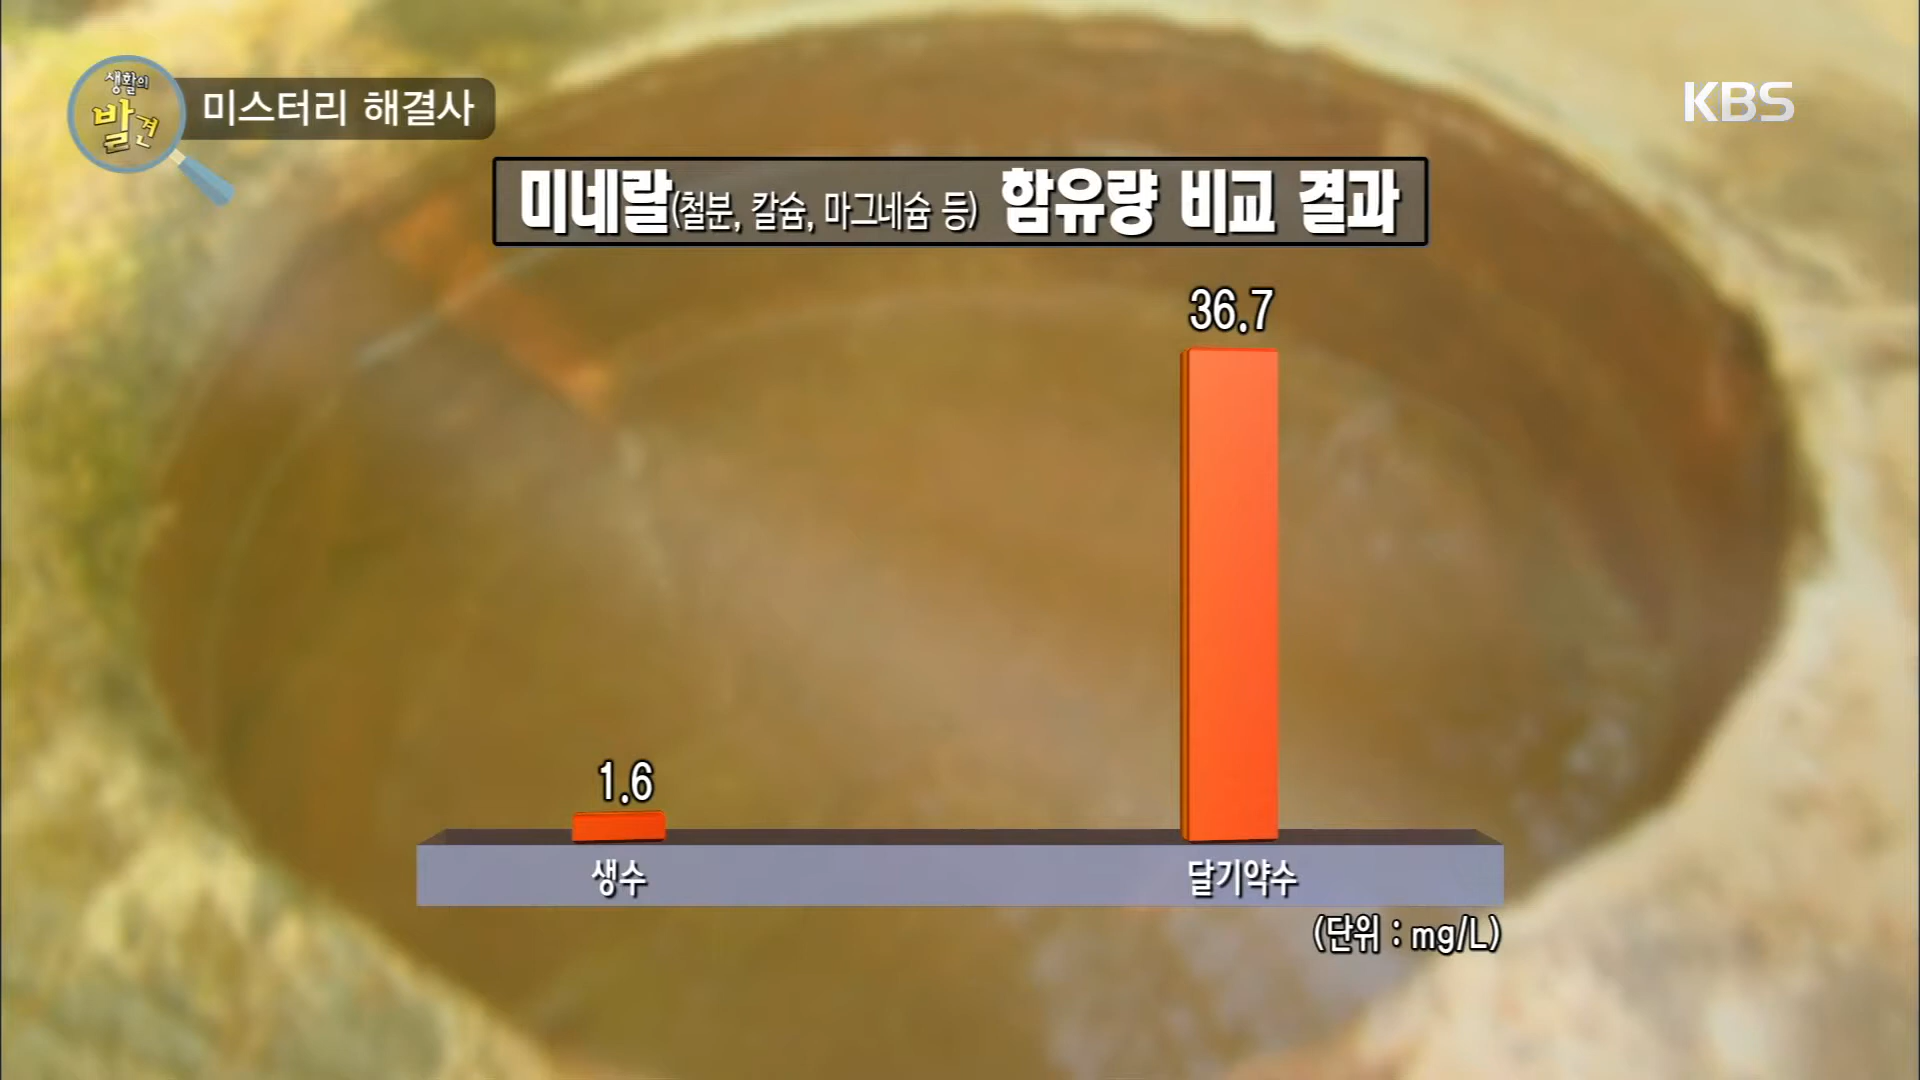 생활의
발견
미스터리 해결사
KBS
미네랄(철분, 칼슘, 마그네슘 등) 함유량 비교 결과
36.7
1.6
생수 달기약수
(단위 : mg/L)